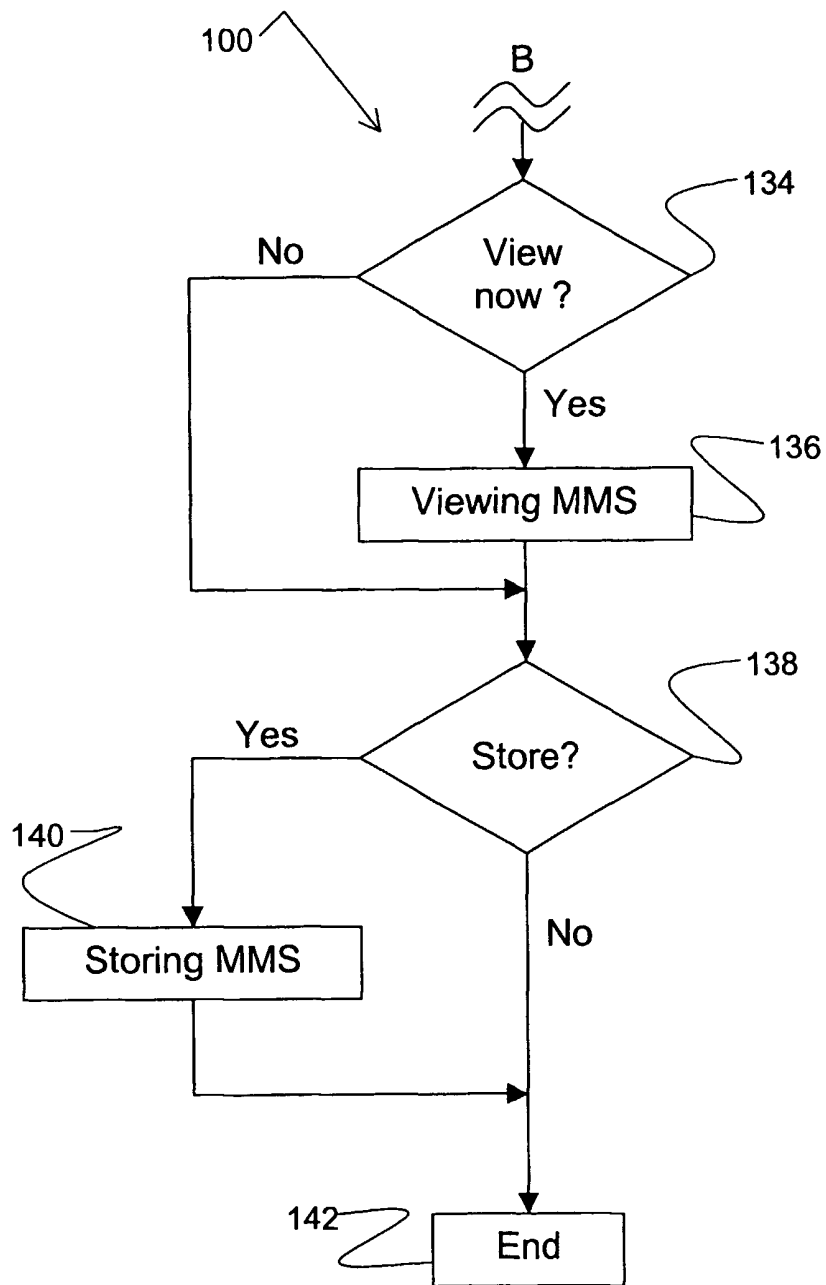 100
B
134
No
View
now ?
Yes
136
Viewing MMS
138
Yes
Store?
140
No
Storing MMS
142
End